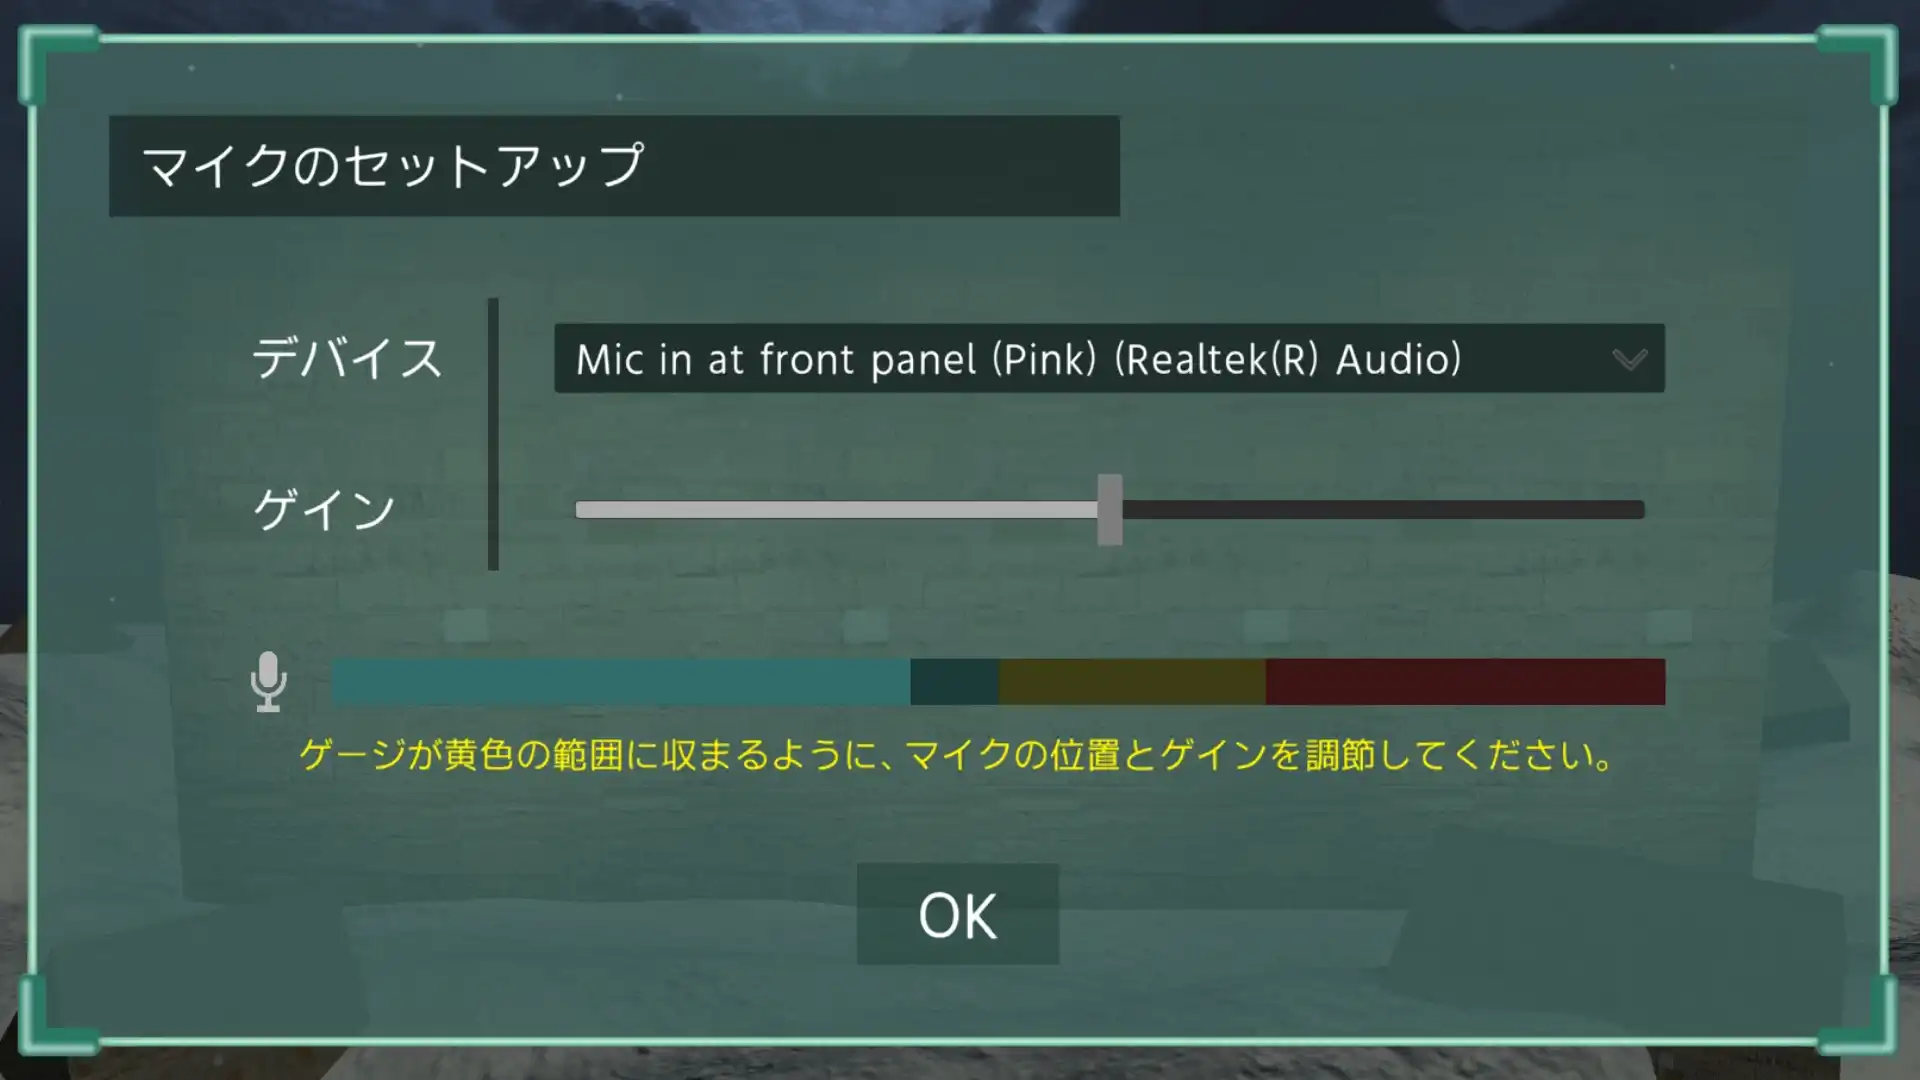 マイクのセットアップ
デバイス
Mic in at front panel (Pink) (Realtek(R) Audio)
ゲイン
ゲージが黄色の範囲に収まるように、マイクの位置とゲインを調節してください。
OK